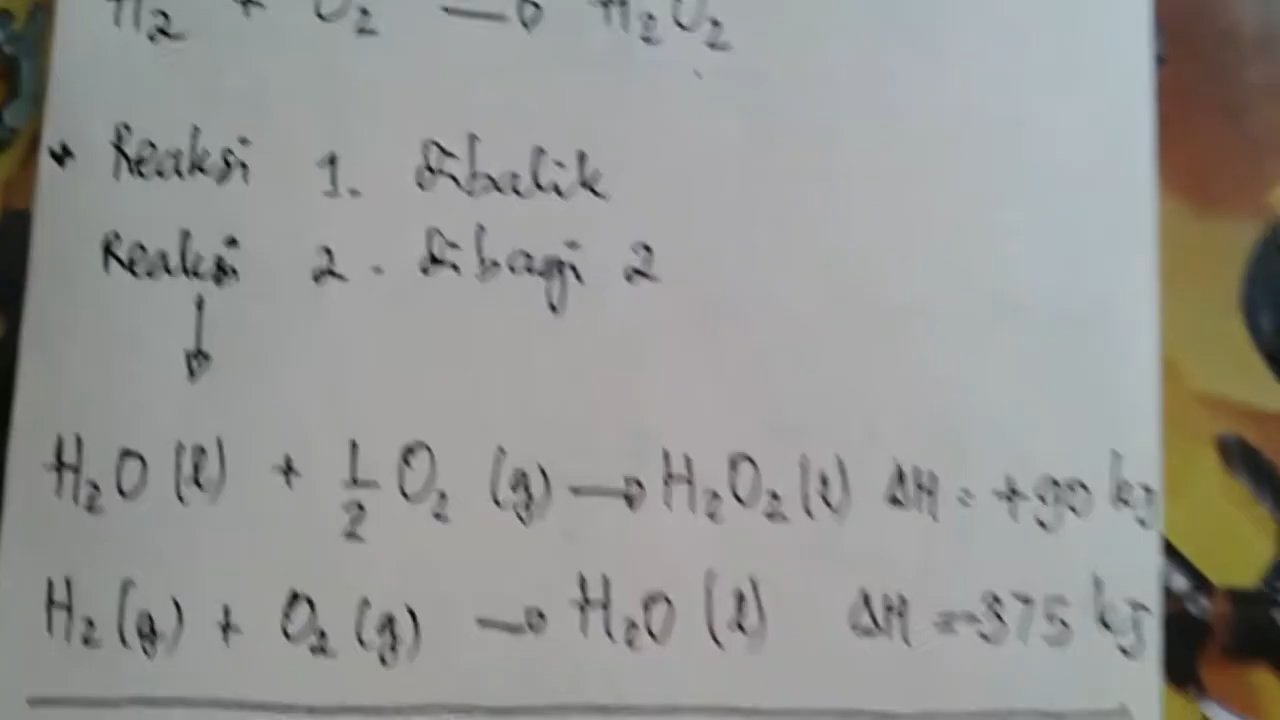 H₂ + O₂ → H₂O₂
* Reaksi 1. dibalik
Reaksi 2. dibagi 2
↓
H₂O (l) + 1/2 O₂ (g) → H₂O₂ (l) ΔH = +90 kJ
H₂ (g) + O₂ (g) → H₂O (l) ΔH = -375 kJ